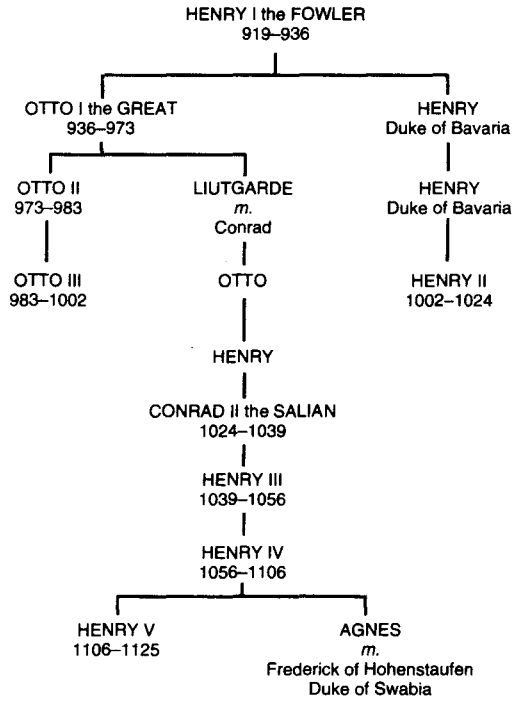 HENRY I the FOWLER
919–936
OTTO I the GREAT
936–973
HENRY
Duke of Bavaria
OTTO II
973–983
LIUTGARDE
m.
Conrad
HENRY
Duke of Bavaria
OTTO III
983–1002
OTTO
HENRY II
1002–1024
HENRY
CONRAD II the SALIAN
1024–1039
HENRY III
1039–1056
HENRY IV
1056–1106
HENRY V
1106–1125
AGNES
m.
Frederick of Hohenstaufen
Duke of Swabia